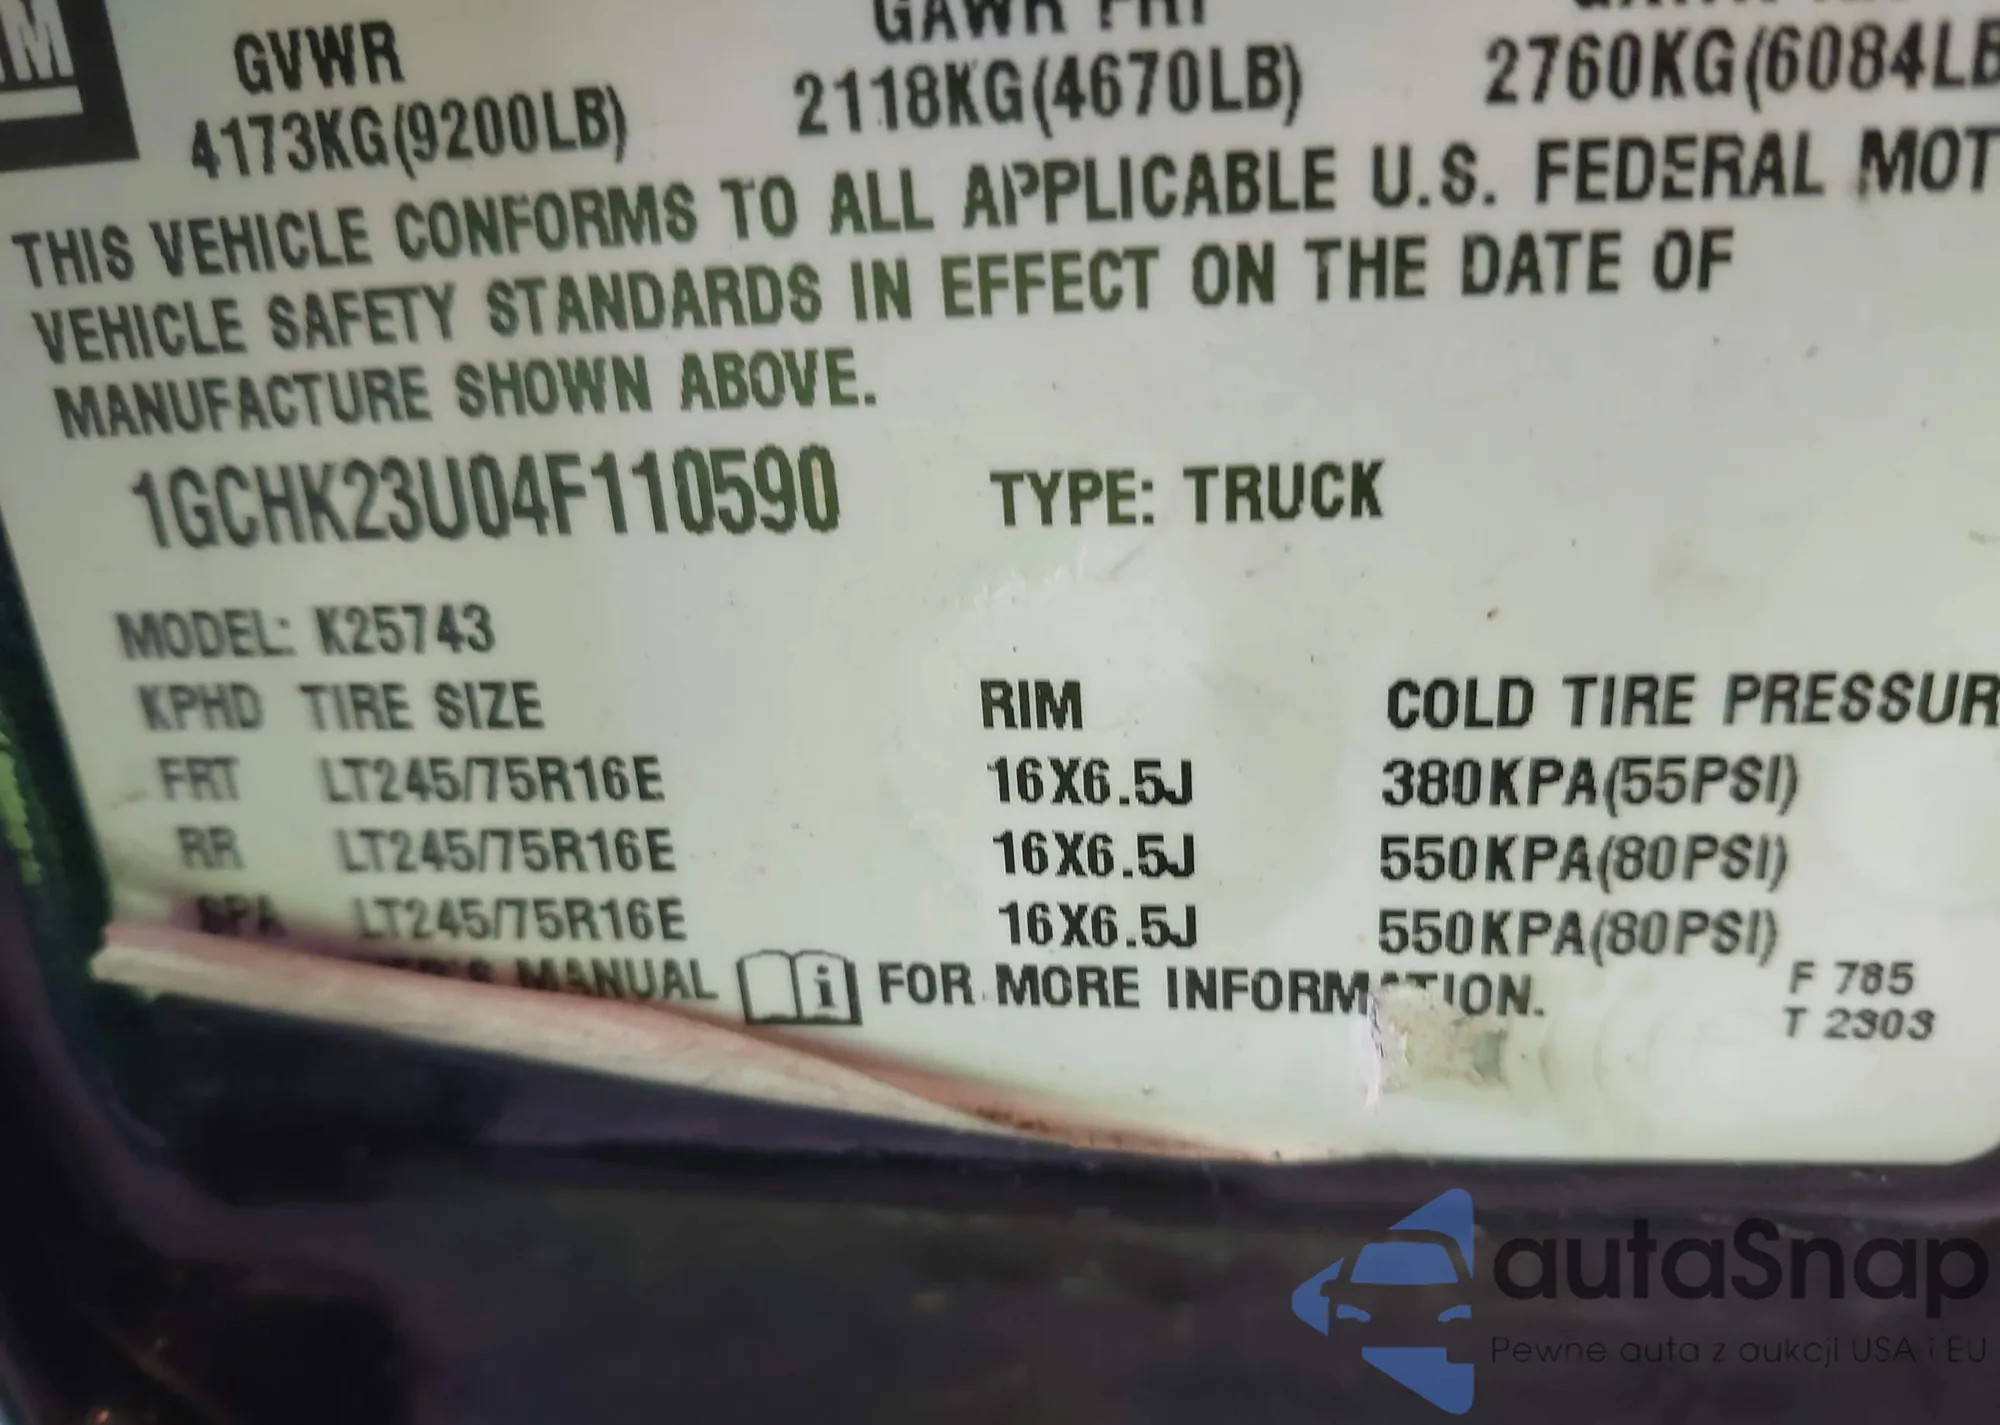 GM
GVWR GAWR FRT
4173KG(9200LB) 2118KG(4670LB) 2760KG(6084LB
THIS VEHICLE CONFORMS TO ALL APPLICABLE U.S. FEDERAL MOT
VEHICLE SAFETY STANDARDS IN EFFECT ON THE DATE OF
MANUFACTURE SHOWN ABOVE.
1GCHK23U04F110590 TYPE: TRUCK
MODEL: K25743
KPHD TIRE SIZE RIM COLD TIRE PRESSUR
FRT LT245/75R16E 16X6.5J 380KPA(55PSI)
RR LT245/75R16E 16X6.5J 550KPA(80PSI)
SPA LT245/75R16E 16X6.5J 550KPA(80PSI)
MANUAL FOR MORE INFORMATION.
F 785
T 2303
autaSnap
Pewne auta z aukcji USA i EU